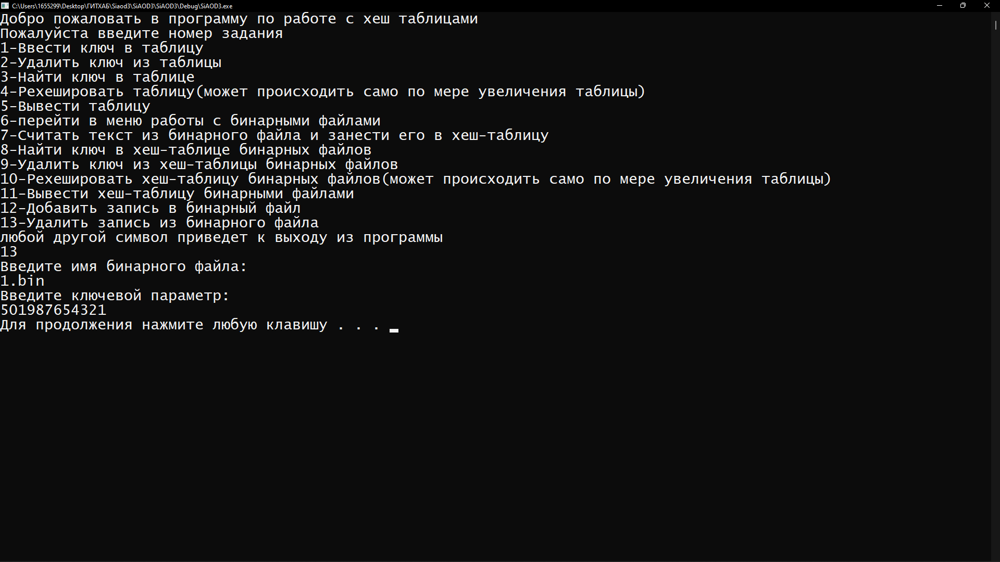 C:\Users\1655299\Desktop\ГИТХАБ\Siaod3\SiAOD3\SiAOD3\Debug\SiAOD3.exe
Добро пожаловать в программу по работе с хеш таблицами
Пожалуйста введите номер задания
1-Ввести ключ в таблицу
2-Удалить ключ из таблицы
3-Найти ключ в таблице
4-Рехешировать таблицу(может происходить само по мере увеличения таблицы)
5-Вывести таблицу
6-перейти в меню работы с бинарными файлами
7-Считать текст из бинарного файла и занести его в хеш-таблицу
8-Найти ключ в хеш-таблице бинарных файлов
9-Удалить ключ из хеш-таблицы бинарных файлов
10-Рехешировать хеш-таблицу бинарных файлов(может происходить само по мере увеличения таблицы)
11-Вывести хеш-таблицу бинарными файлами
12-Добавить запись в бинарный файл
13-Удалить запись из бинарного файла
любой другой символ приведет к выходу из программы
13
Введите имя бинарного файла:
1.bin
Введите ключевой параметр:
501987654321
Для продолжения нажмите любую клавишу . . .